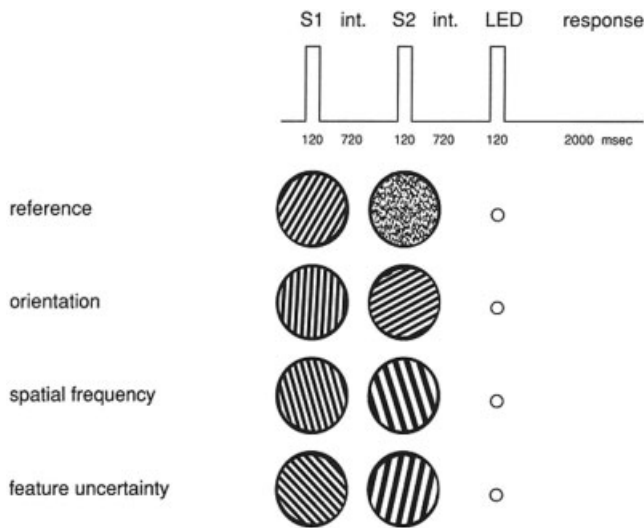 S1 int. S2 int. LED response
120 720 120 720 120 2000 msec
reference
orientation
spatial frequency
feature uncertainty